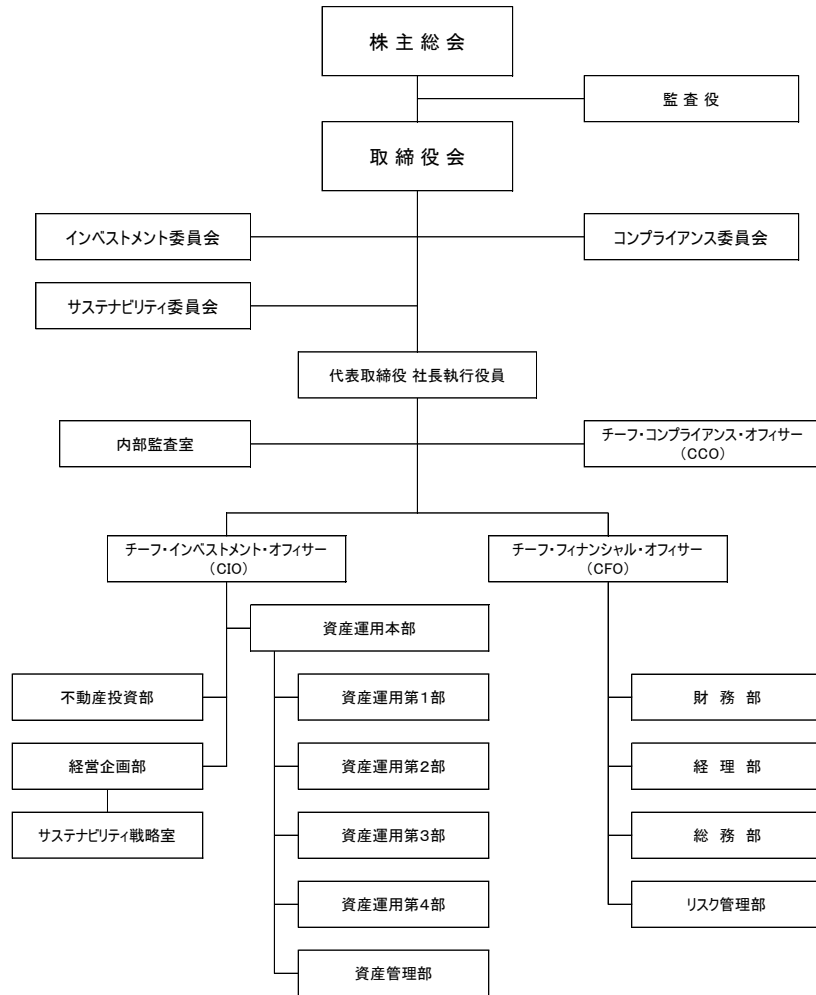 株 主 総 会
監 査 役
取 締 役 会
インベストメント委員会
コンプライアンス委員会
サステナビリティ委員会
代表取締役 社長執行役員
内部監査室
チーフ・コンプライアンス・オフィサー
(CCO)
チーフ・インベストメント・オフィサー
(CIO)
チーフ・フィナンシャル・オフィサー
(CFO)
資産運用本部
不動産投資部
資産運用第1部
財 務 部
経営企画部
資産運用第2部
経 理 部
サステナビリティ戦略室
資産運用第3部
総 務 部
資産運用第4部
リスク管理部
資産管理部